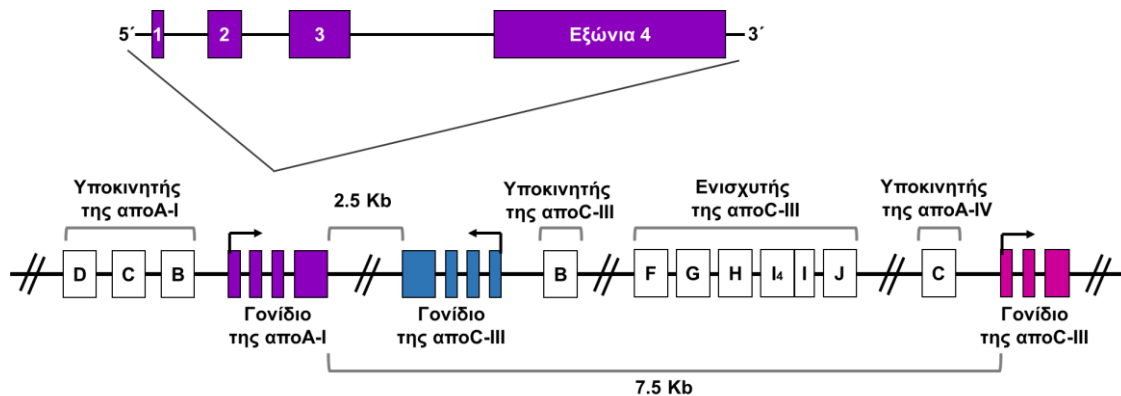 5´ 1 2 3 Εξώνια 4 3´
Υποκινητής
της αποA-I
2.5 Kb
Υποκινητής
της αποC-III
Ενισχυτής
της αποC-III
Υποκινητής
της αποA-IV
D C B B F G H I4 I J C
Γονίδιο
της αποA-I
Γονίδιο
της αποC-III
Γονίδιο
της αποC-III
7.5 Kb